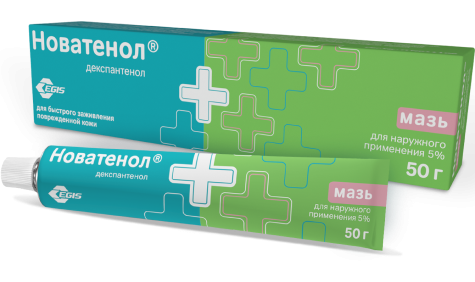 Новатенол®
декспантенол
EGIS
для быстрого заживления
поврежденной кожи
мазь
для наружного
применения 5%
50 г
Новатенол®
декспантенол
EGIS
мазь
для наружного
применения 5%
50 г